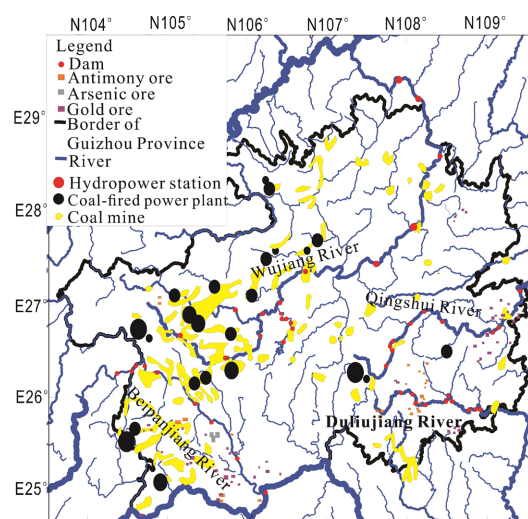 N104° N105° N106° N107° N108° N109°
Legend
Dam
Antimony ore
Arsenic ore
Gold ore
Border of
Guizhou Province
River
Hydropower station
Coal-fired power plant
Coal mine
E29°
E28°
E27°
E26°
E25°
Wujiang River
Qingshui River
Beipanjiang River
Duliujiang River